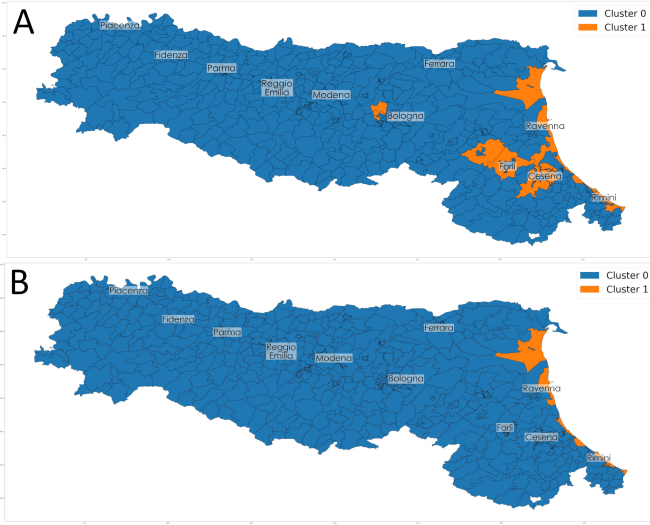 A
Cluster 0
Cluster 1
Piacenza
Fidenza
Parma
Reggio
Emilia
Modena
Ferrara
Bologna
Ravenna
Forlì
Cesena
Rimini
B
Cluster 0
Cluster 1
Piacenza
Fidenza
Parma
Reggio
Emilia
Modena
Ferrara
Bologna
Ravenna
Forlì
Cesena
Rimini